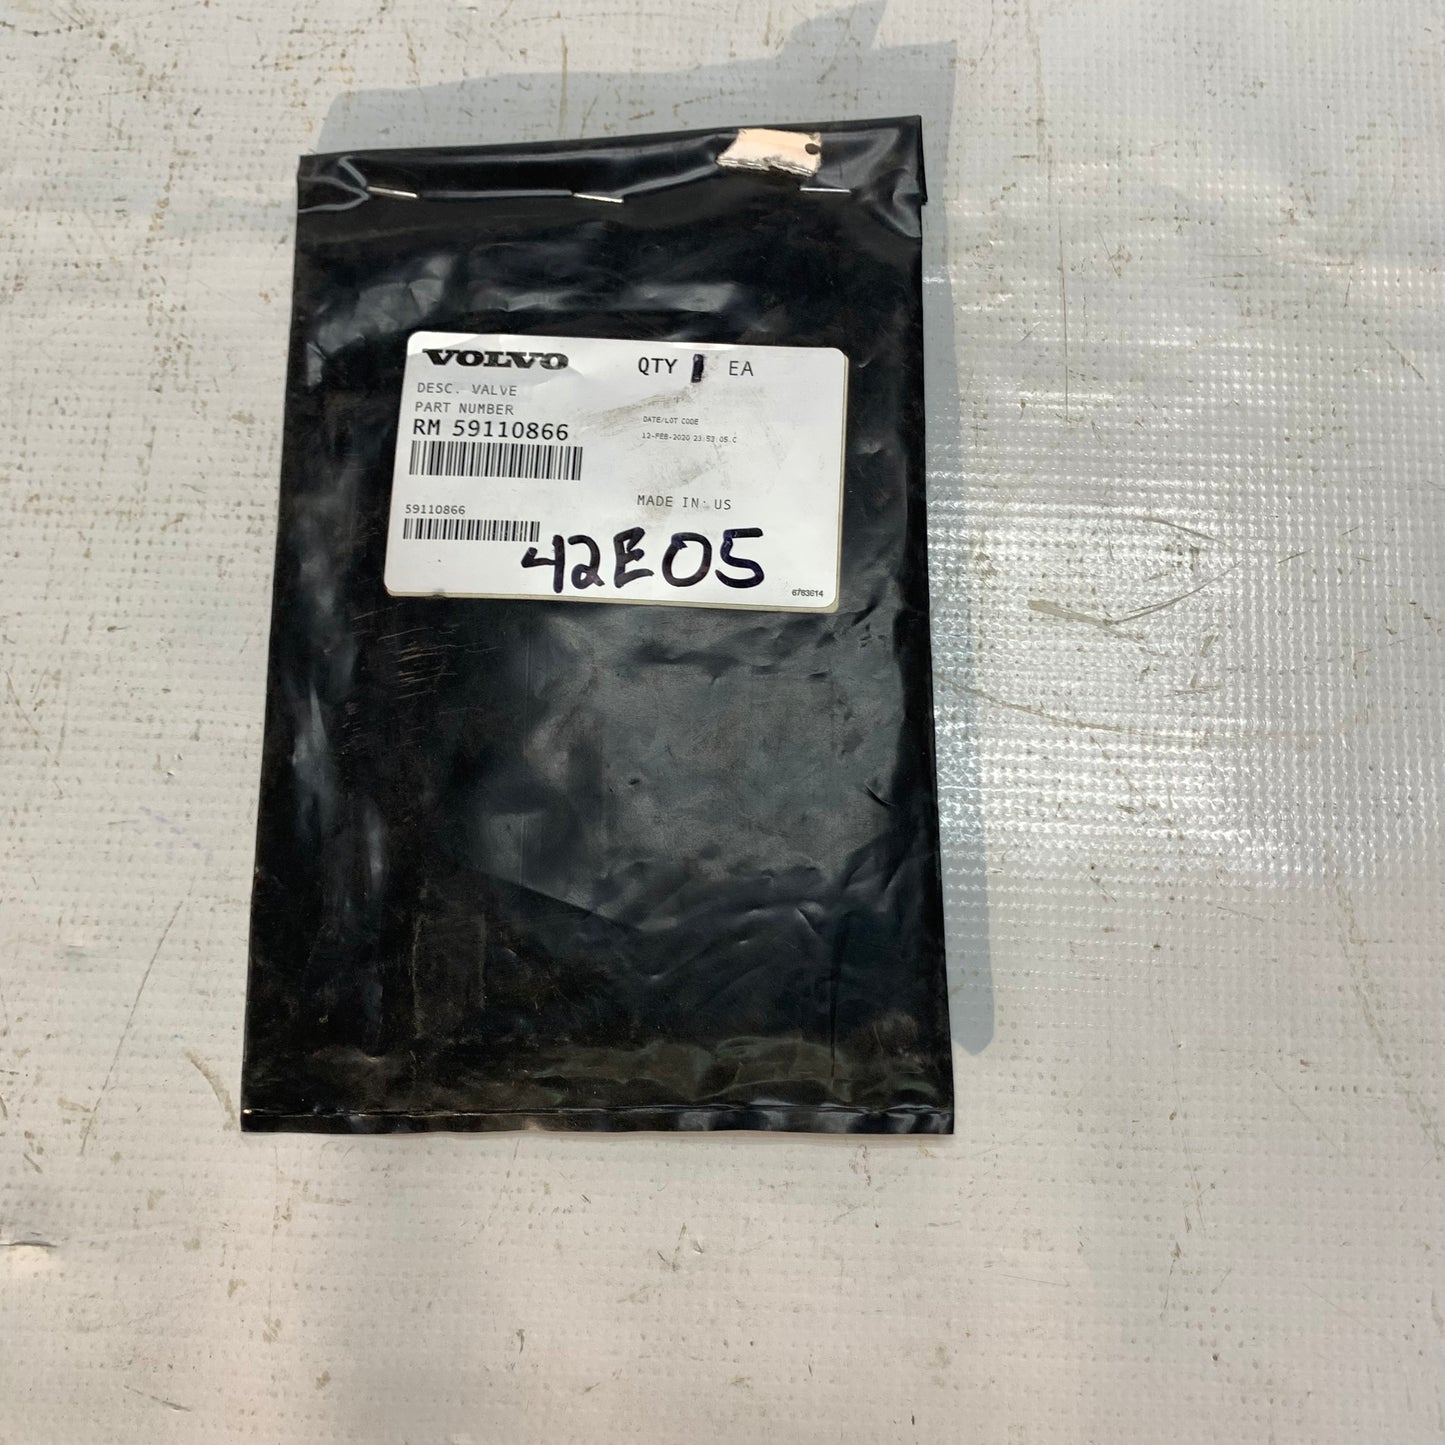 VOLVO
QTY 1 EA
DESC. VALVE
PART NUMBER
RM 59110866
DATE/LOT CODE
12-FEB-2020 23:53:05.C
MADE IN: US
59110866
42E05
6783614